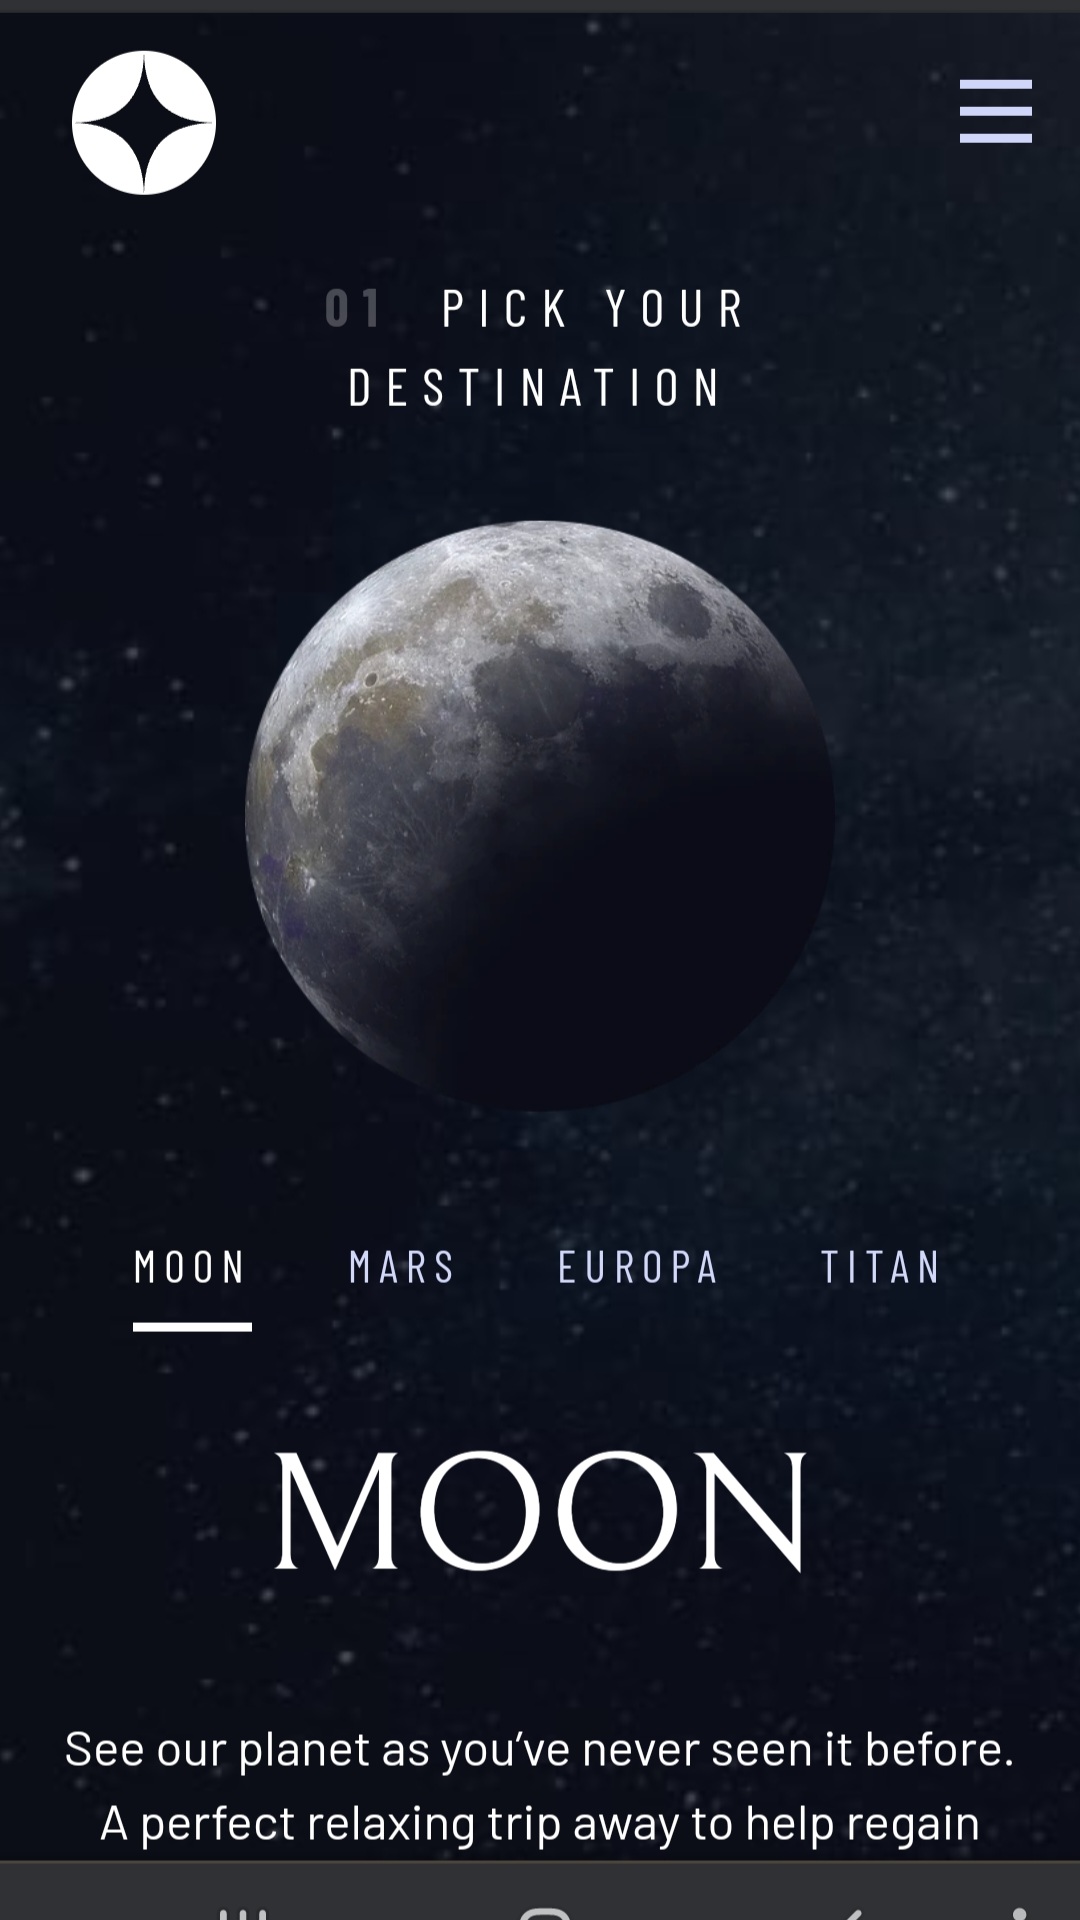 01 PICK YOUR
DESTINATION
MOON MARS EUROPA TITAN
MOON
See our planet as you’ve never seen it before.
A perfect relaxing trip away to help regain